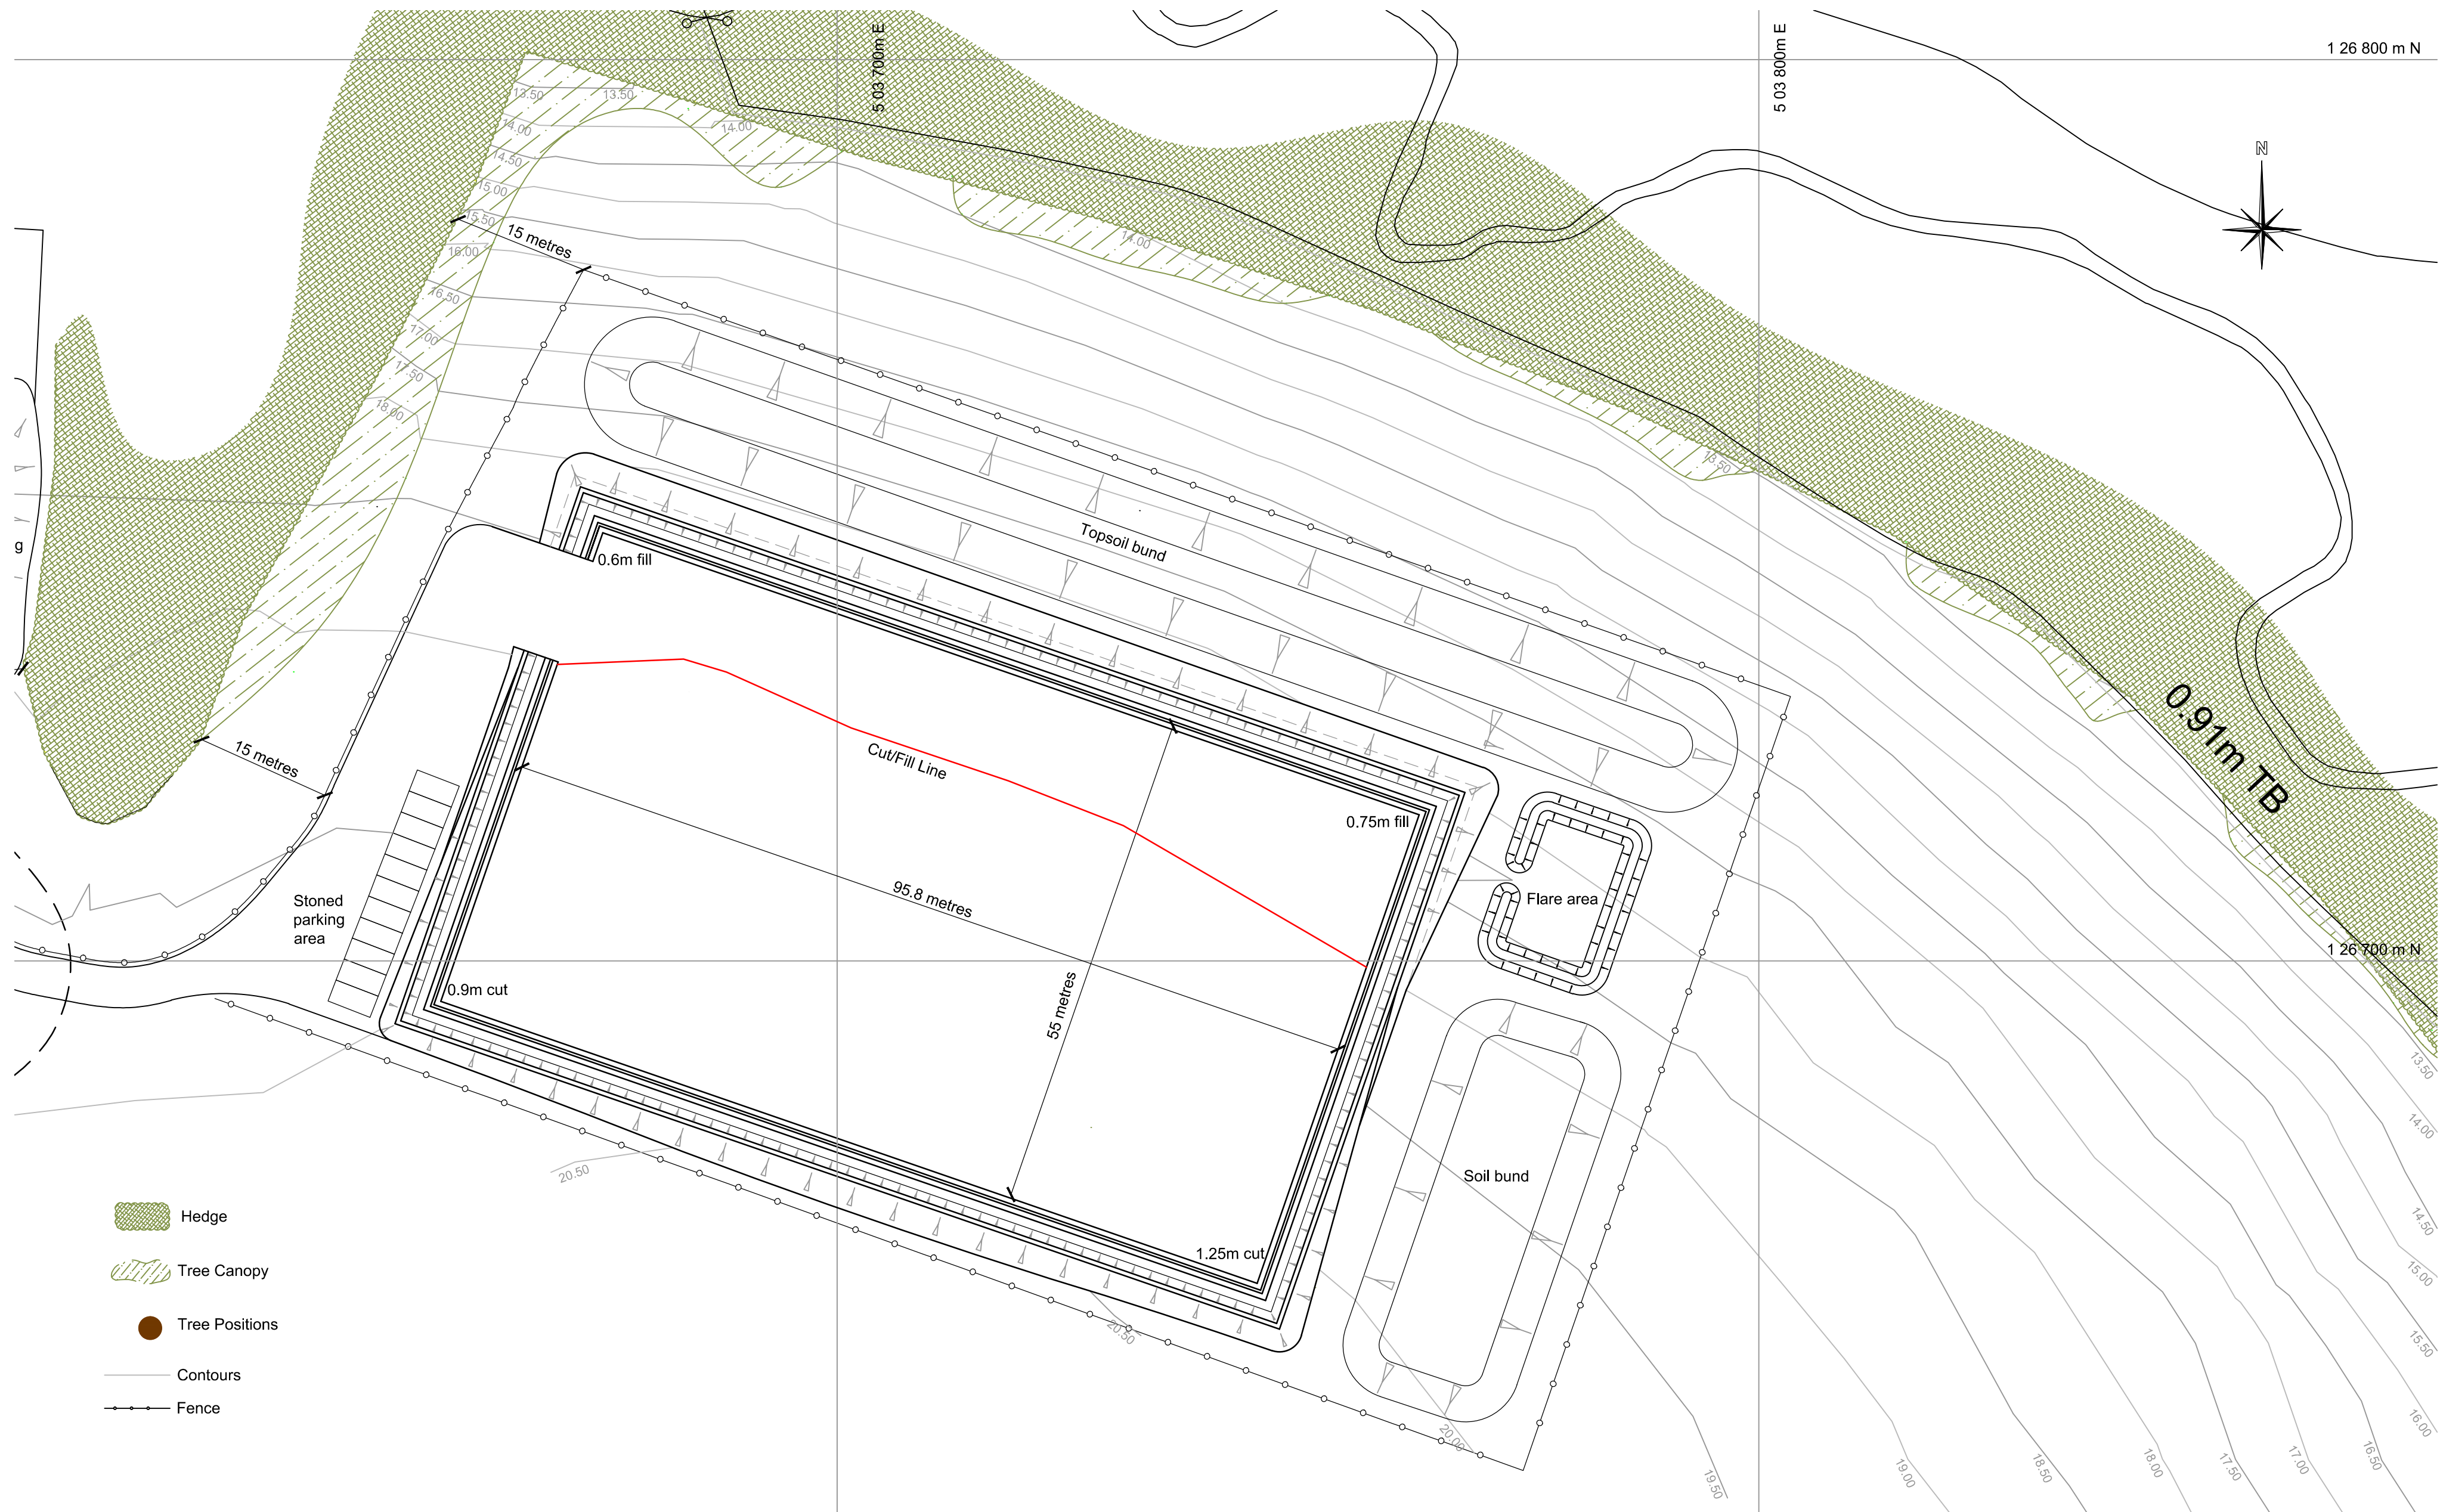 5 03 700m E
5 03 800m E
1 26 800 m N
13.50
13.50
14.00
14.00
14.50
15.00
15.50
16.00
16.50
17.00
17.50
18.00
15 metres
14.00
13.50
N
g
0.6m fill
Topsoil bund
0.91m TB
15 metres
Cut/Fill Line
0.75m fill
Stoned
parking
area
95.8 metres
Flare area
1 26 700 m N
0.9m cut
55 metres
20.50
Soil bund
1.25m cut
20.50
20.00
19.50
19.00
18.50
18.00
17.50
17.00
16.50
16.00
15.50
15.00
14.50
14.00
13.50
Hedge
Tree Canopy
Tree Positions
Contours
Fence